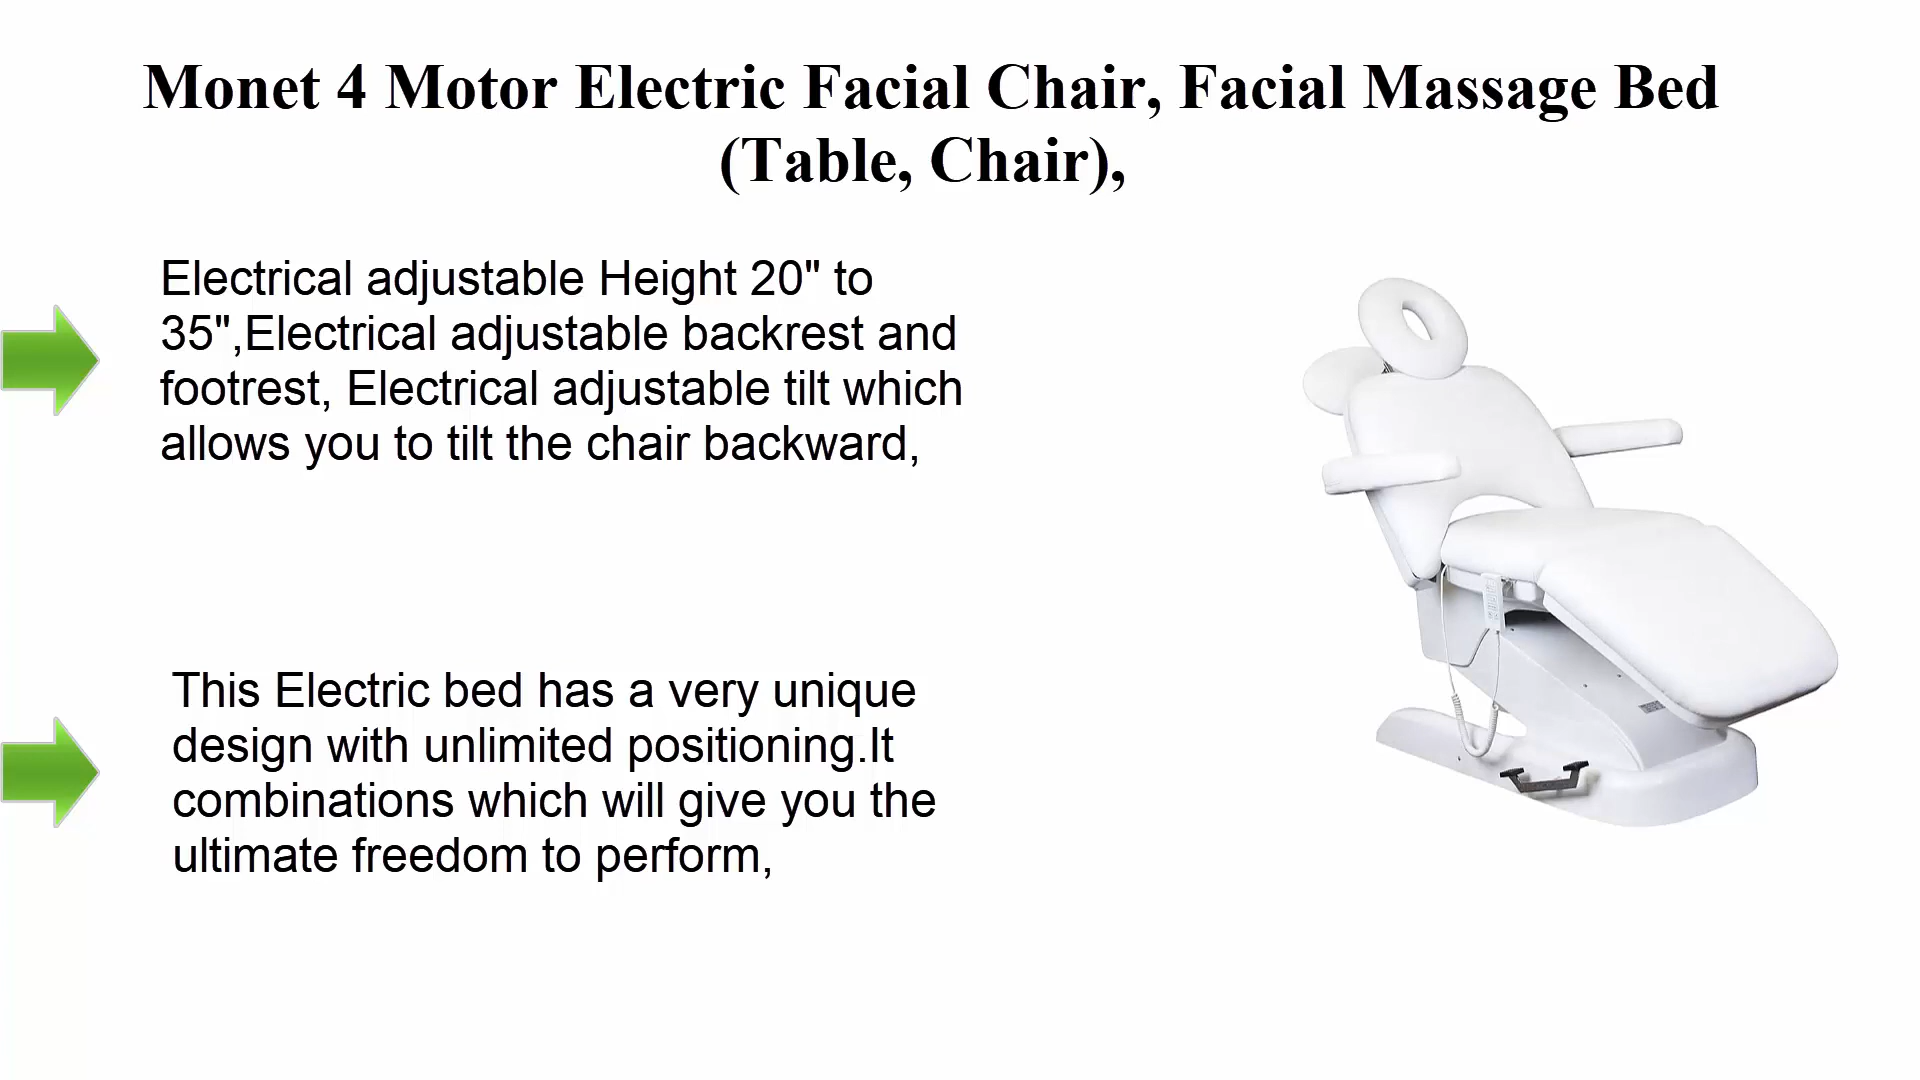 Monet 4 Motor Electric Facial Chair, Facial Massage Bed
(Table, Chair),
Electrical adjustable Height 20" to
35",Electrical adjustable backrest and
footrest, Electrical adjustable tilt which
allows you to tilt the chair backward,
This Electric bed has a very unique
design with unlimited positioning.It
combinations which will give you the
ultimate freedom to perform,